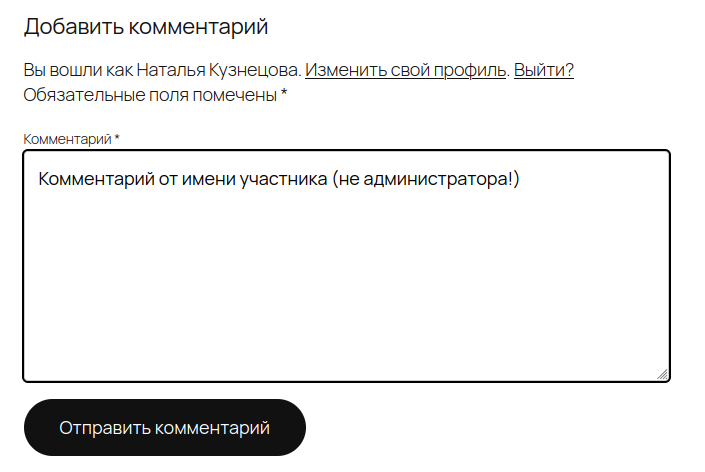 Добавить комментарий
Вы вошли как Наталья Кузнецова. Изменить свой профиль. Выйти?
Обязательные поля помечены *
Комментарий *
Комментарий от имени участника (не администратора!)
Отправить комментарий